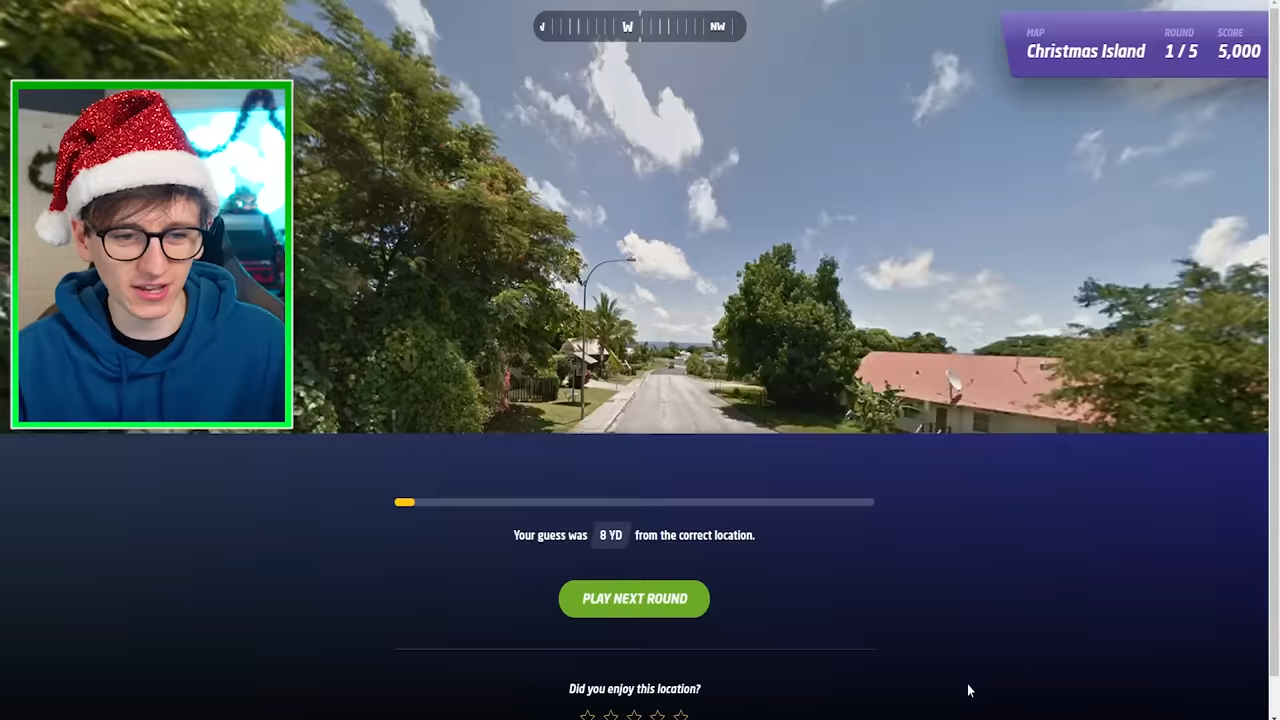 W
NW
MAP
Christmas Island
ROUND
1 / 5
SCORE
5,000
Your guess was 8 YD from the correct location.
PLAY NEXT ROUND
Did you enjoy this location?